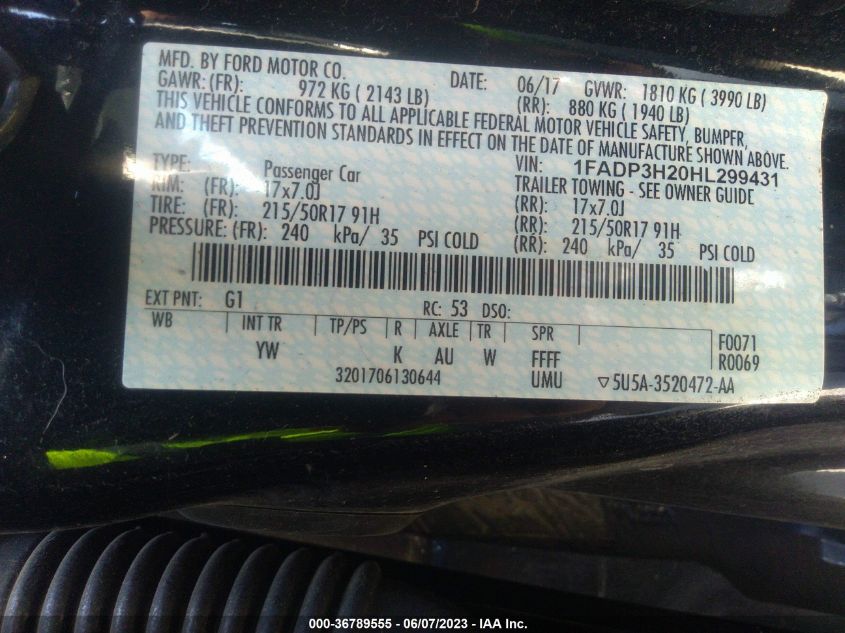 MFD. BY FORD MOTOR CO.
DATE: 06/17 GVWR: 1810 KG ( 3990 LB)
GAWR: (FR): 972 KG ( 2143 LB) (RR): 880 KG ( 1940 LB)
THIS VEHICLE CONFORMS TO ALL APPLICABLE FEDERAL MOTOR VEHICLE SAFETY, BUMPER,
AND THEFT PREVENTION STANDARDS IN EFFECT ON THE DATE OF MANUFACTURE SHOWN ABOVE.
VIN: 1FADP3H20HL299431
TYPE: Passenger Car TRAILER TOWING - SEE OWNER GUIDE
RIM: (FR): 17x7.0J (RR): 17x7.0J
TIRE: (FR): 215/50R17 91H (RR): 215/50R17 91H
PRESSURE: (FR): 240 kPa/ 35 PSI COLD (RR): 240 kPa/ 35 PSI COLD
EXT PNT: G1 RC: 53 DSO:
WB INT TR TP/PS R AXLE TR SPR F0071
YW K AU W FFFF R0069
3201706130644 UMU ▽5U5A-3520472-AA
000-36789555 - 06/07/2023 - IAA Inc.